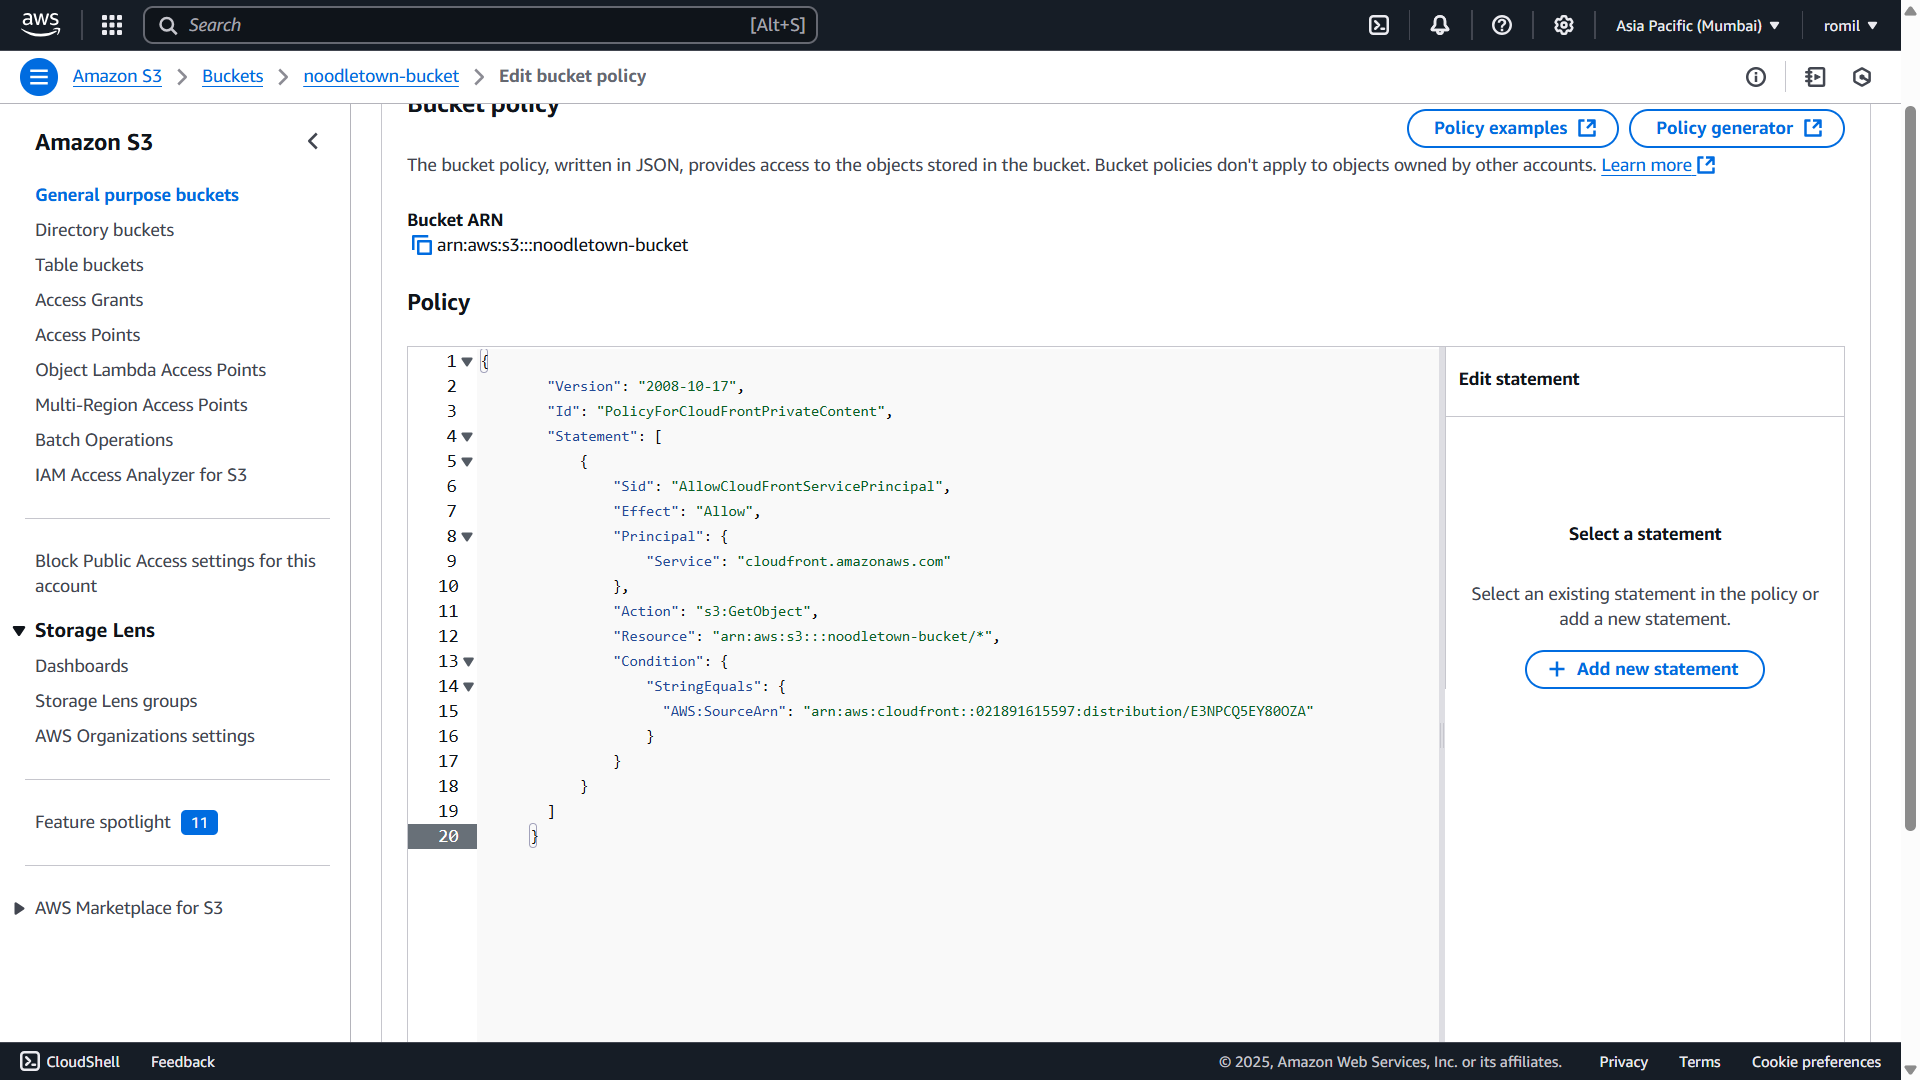 aws
Search
[Alt+S]
Asia Pacific (Mumbai)
romil
Amazon S3
Buckets
noodletown-bucket
Edit bucket policy
Amazon S3
General purpose buckets
Directory buckets
Table buckets
Access Grants
Access Points
Object Lambda Access Points
Multi-Region Access Points
Batch Operations
IAM Access Analyzer for S3
Block Public Access settings for this
account
Storage Lens
Dashboards
Storage Lens groups
AWS Organizations settings
Feature spotlight 11
AWS Marketplace for S3
Bucket policy
Policy examples
Policy generator
The bucket policy, written in JSON, provides access to the objects stored in the bucket. Bucket policies don't apply to objects owned by other accounts. Learn more
Bucket ARN
arn:aws:s3:::noodletown-bucket
Policy
1 {
2 "Version": "2008-10-17",
3 "Id": "PolicyForCloudFrontPrivateContent",
4 "Statement": [
5 {
6 "Sid": "AllowCloudFrontServicePrincipal",
7 "Effect": "Allow",
8 "Principal": {
9 "Service": "cloudfront.amazonaws.com"
10 },
11 "Action": "s3:GetObject",
12 "Resource": "arn:aws:s3:::noodletown-bucket/*",
13 "Condition": {
14 "StringEquals": {
15 "AWS:SourceArn": "arn:aws:cloudfront::021891615597:distribution/E3NPCQ5EY80OZA"
16 }
17 }
18 }
19 ]
20 }
Edit statement
Select a statement
Select an existing statement in the policy or
add a new statement.
Add new statement
CloudShell
Feedback
© 2025, Amazon Web Services, Inc. or its affiliates.
Privacy
Terms
Cookie preferences